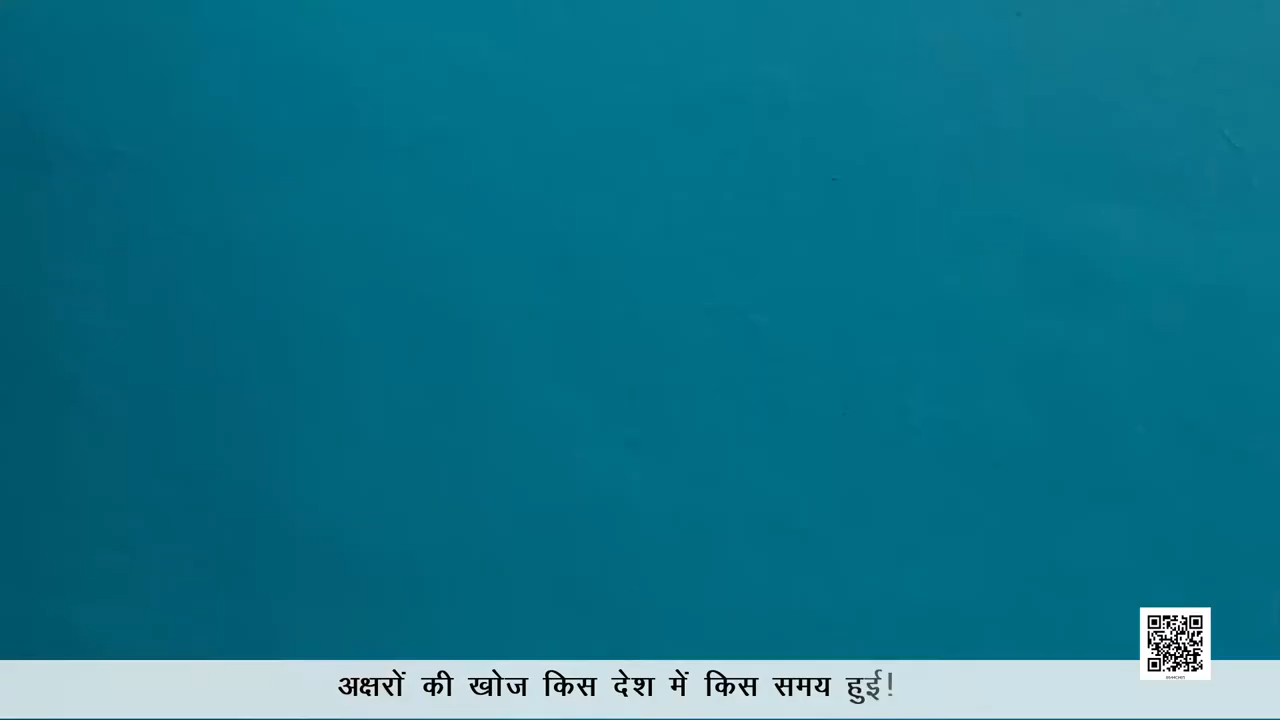 अक्षरों की खोज किस देश में किस समय हुई!